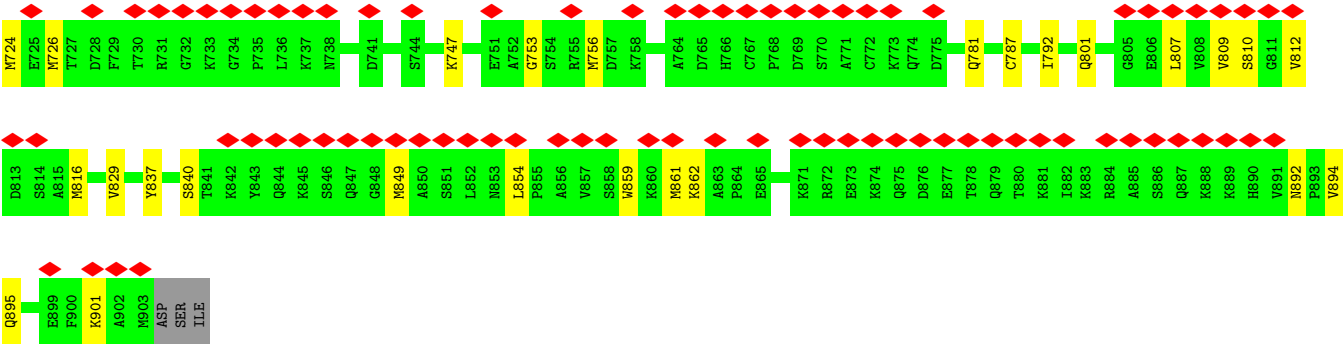 M724 E725 M726 T727 D728 F729 T730 R731 G732 K733 G734 P735 L736 K737 N738 D741 S744 K747 E751 A752 G753 S754 R755 M756 D757 K758 A764 D765 H766 C767 P768 D769 S770 A771 C772 K773 Q774 D775 Q781 C787 I792 Q801 G805 E806 L807 V808 V809 S810 G811 V812
D813 S814 A815 M816 V829 Y837 S840 T841 K842 Y843 Q844 K845 S846 Q847 G848 M849 A850 S851 L852 N853 L854 P855 A856 V857 S858 W859 K860 M861 K862 A863 P864 E865 K871 R872 E873 K874 Q875 D876 E877 T878 Q879 T880 K881 I882 K883 R884 A885 S886 Q887 K888 K889 H890 V891 N892 P893 V894
Q895 E899 F900 K901 A902 M903 ASP SER ILE